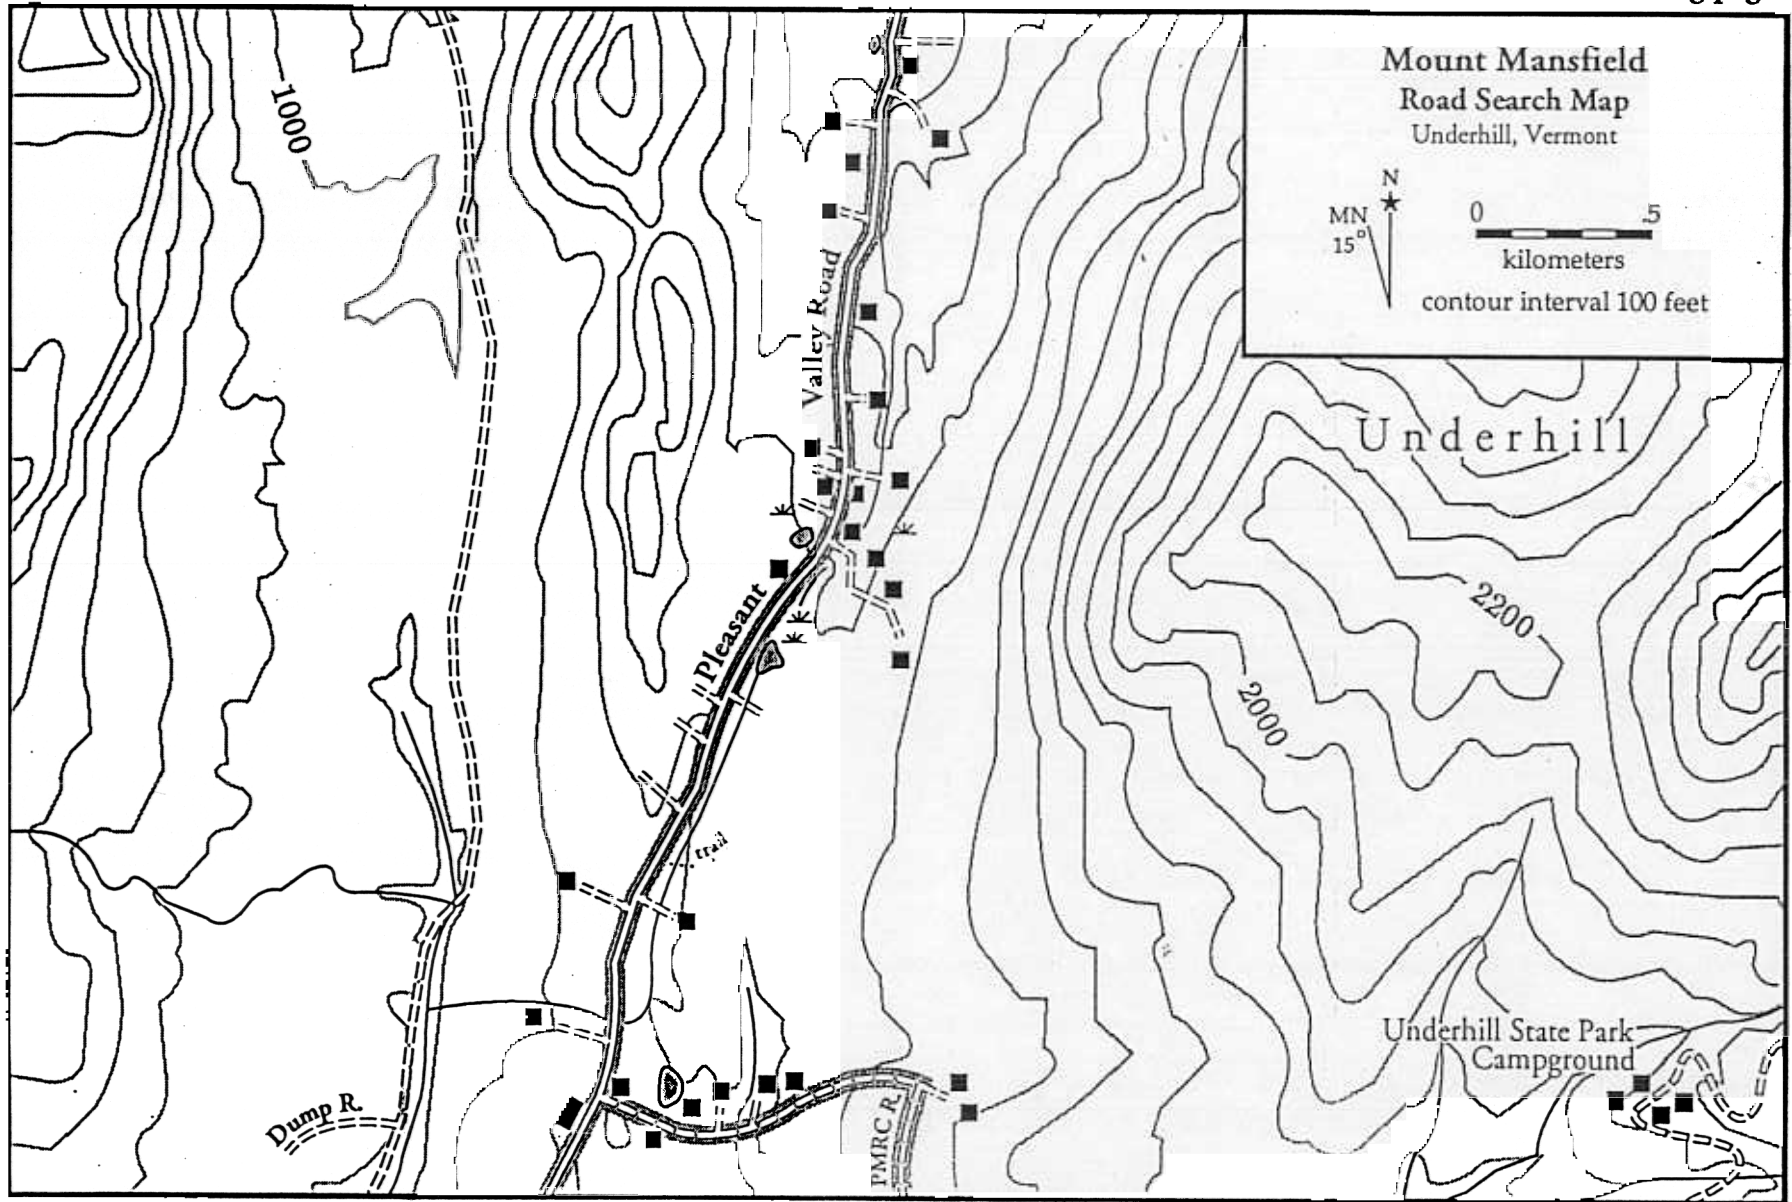 Mount Mansfield
Road Search Map
Underhill, Vermont
N
MN
15°
0 .5
kilometers
contour interval 100 feet
1000
Valley Road
Underhill
2200
Pleasant
2000
trail
Underhill State Park
Campground
Dump R.
PMRC R.